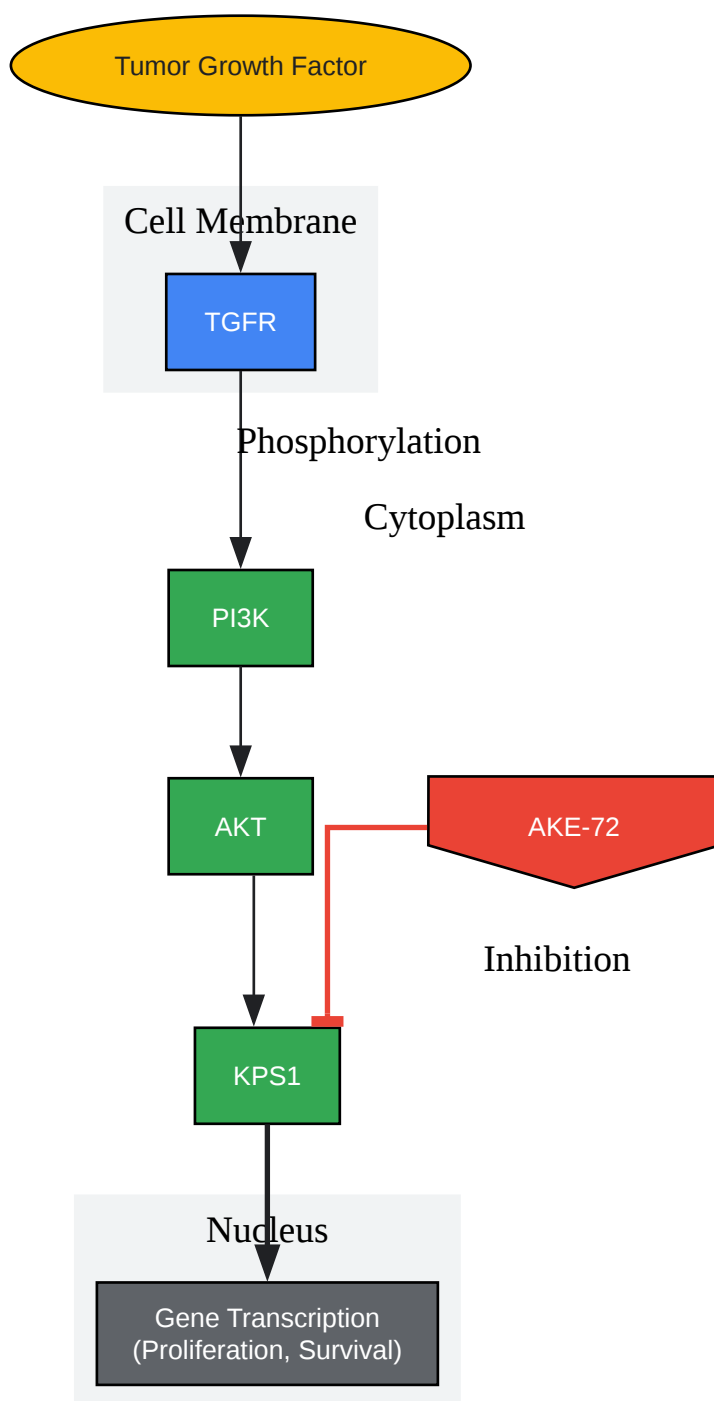 Tumor Growth Factor
Cell Membrane
TGFR
Phosphorylation
Cytoplasm
PI3K
AKT
AKE-72
Inhibition
KPS1
Nucleus
Gene Transcription
(Proliferation, Survival)